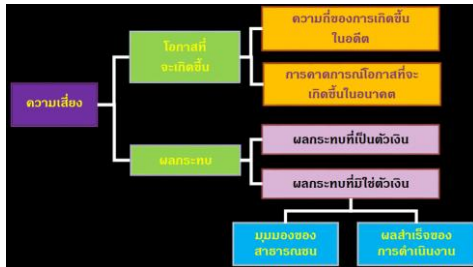 ความถี่ของการเกิดขึ้น
ในอดีต
โอกาสที่
จะเกิดขึ้น
การคาดการณ์โอกาสที่จะ
เกิดขึ้นในอนาคต
ความเสี่ยง
ผลกระทบที่เป็นตัวเงิน
ผลกระทบ
ผลกระทบที่มิใช่ตัวเงิน
มุมมองของ
สาธารณชน
ผลสำเร็จของ
การดำเนินงาน